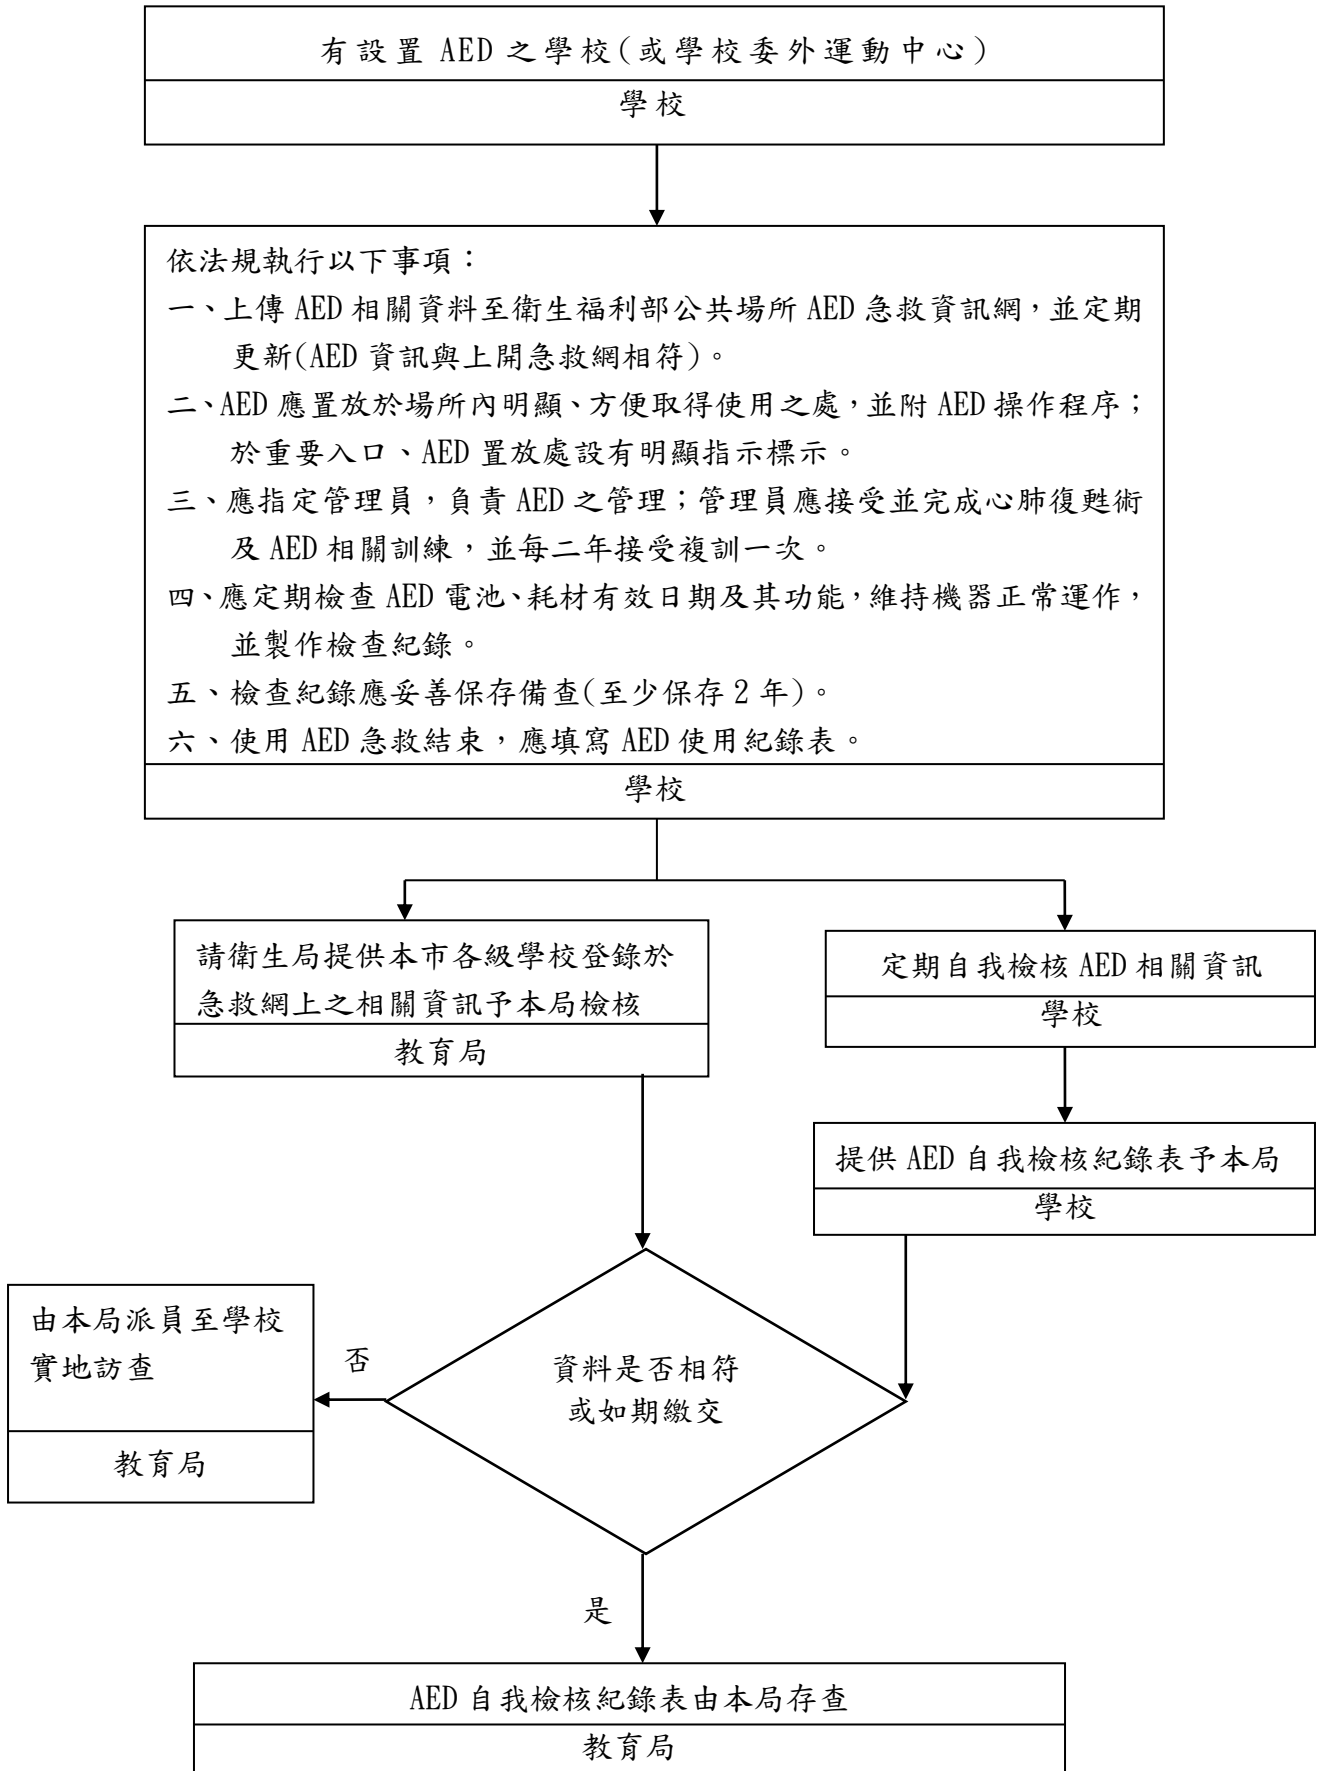 有設置 AED 之學校(或學校委外運動中心)
學校
依法規執行以下事項：
一、上傳 AED 相關資料至衛生福利部公共場所 AED 急救資訊網，並定期
更新(AED 資訊與上開急救網相符)。
二、AED 應置放於場所內明顯、方便取得使用之處，並附 AED 操作程序；
於重要入口、AED 置放處設有明顯指示標示。
三、應指定管理員，負責 AED 之管理；管理員應接受並完成心肺復甦術
及 AED 相關訓練，並每二年接受複訓一次。
四、應定期檢查 AED 電池、耗材有效日期及其功能，維持機器正常運作，
並製作檢查紀錄。
五、檢查紀錄應妥善保存備查(至少保存 2 年)。
六、使用 AED 急救結束，應填寫 AED 使用紀錄表。
學校
請衛生局提供本市各級學校登錄於
急救網上之相關資訊予本局檢核
教育局
定期自我檢核 AED 相關資訊
學校
提供 AED 自我檢核紀錄表予本局
學校
由本局派員至學校
實地訪查
教育局
否
資料是否相符
或如期繳交
是
AED 自我檢核紀錄表由本局存查
教育局